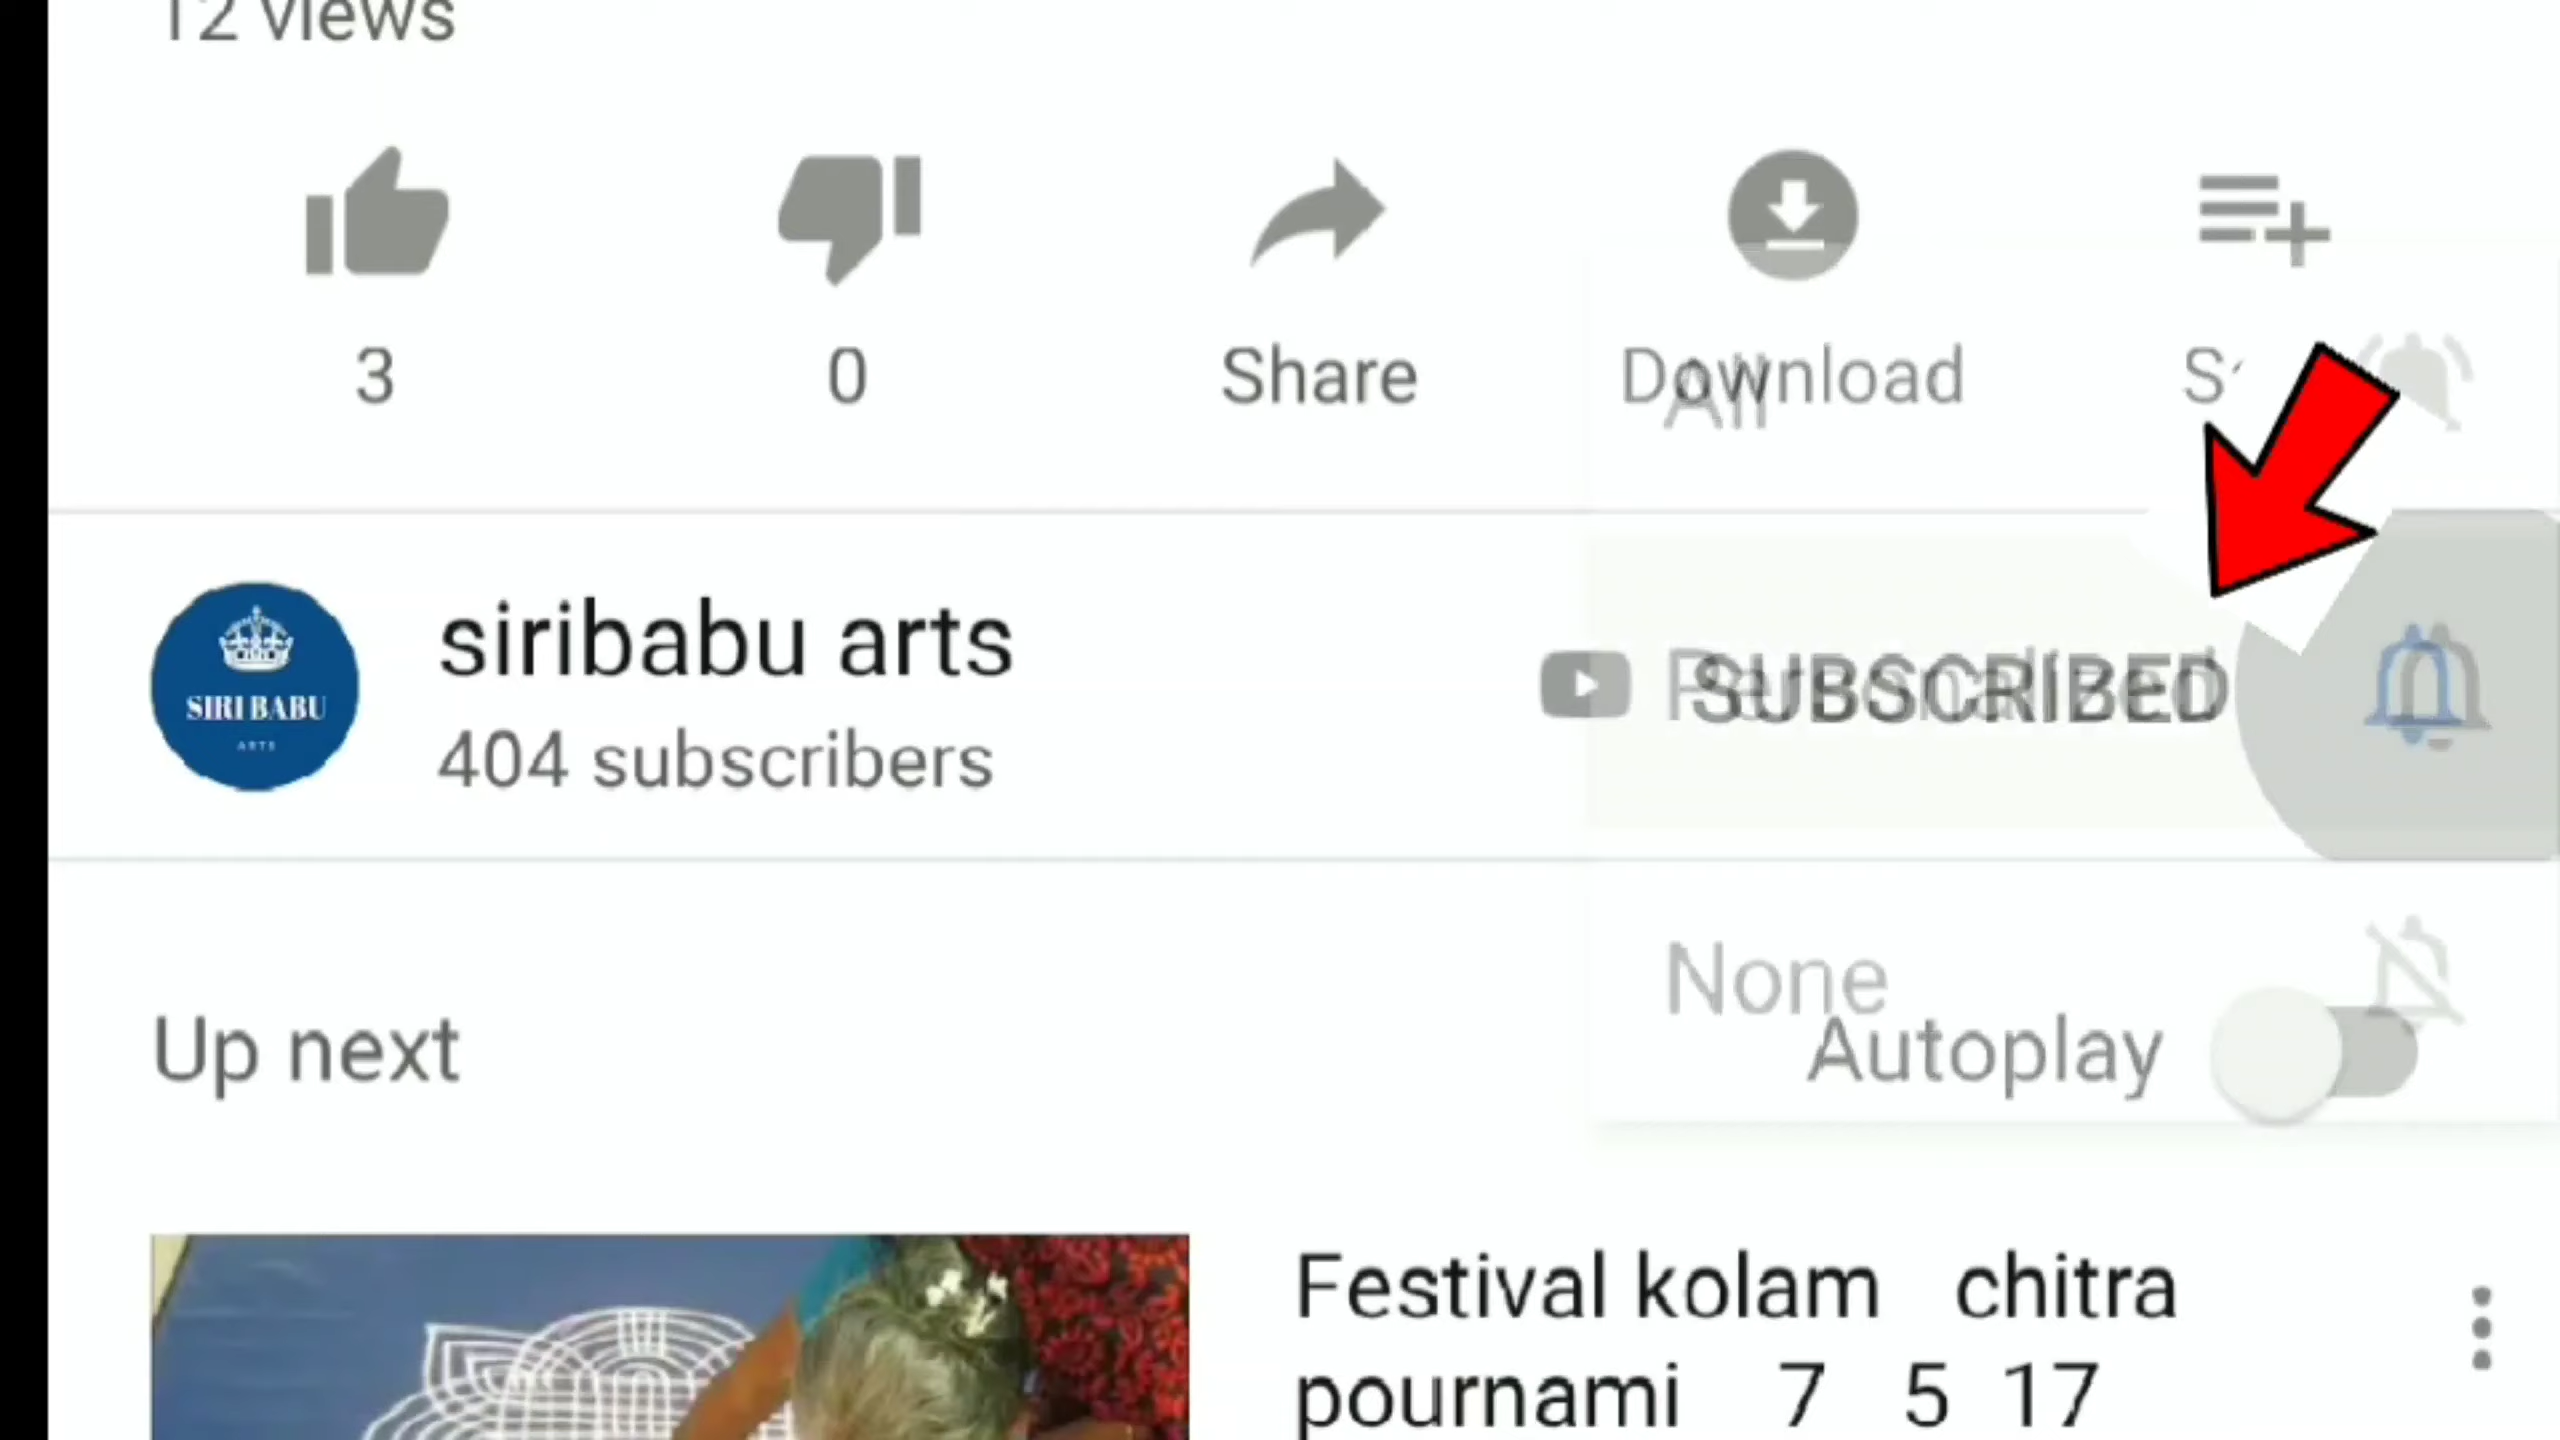 12 views
3
0
Share
Download
All
siribabu arts
SUBSCRIBED
Personalized
404 subscribers
SIRI BABU
ARTS
None
Up next
Autoplay
Festival kolam chitra
pournami 7 5 17